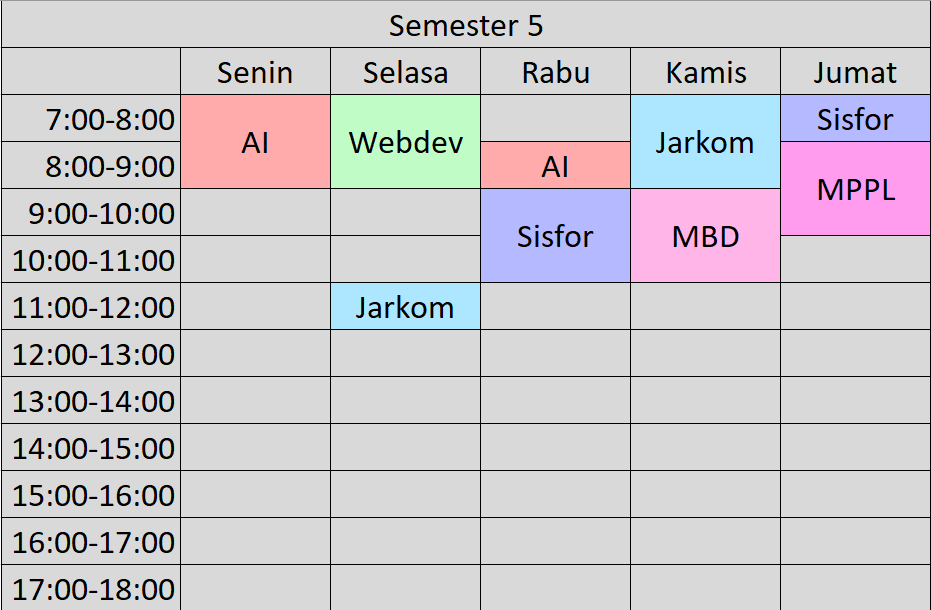 Semester 5
Senin Selasa Rabu Kamis Jumat
7:00-8:00 AI Webdev Jarkom Sisfor
8:00-9:00 AI MPPL
9:00-10:00 Sisfor MBD
10:00-11:00
11:00-12:00 Jarkom
12:00-13:00
13:00-14:00
14:00-15:00
15:00-16:00
16:00-17:00
17:00-18:00